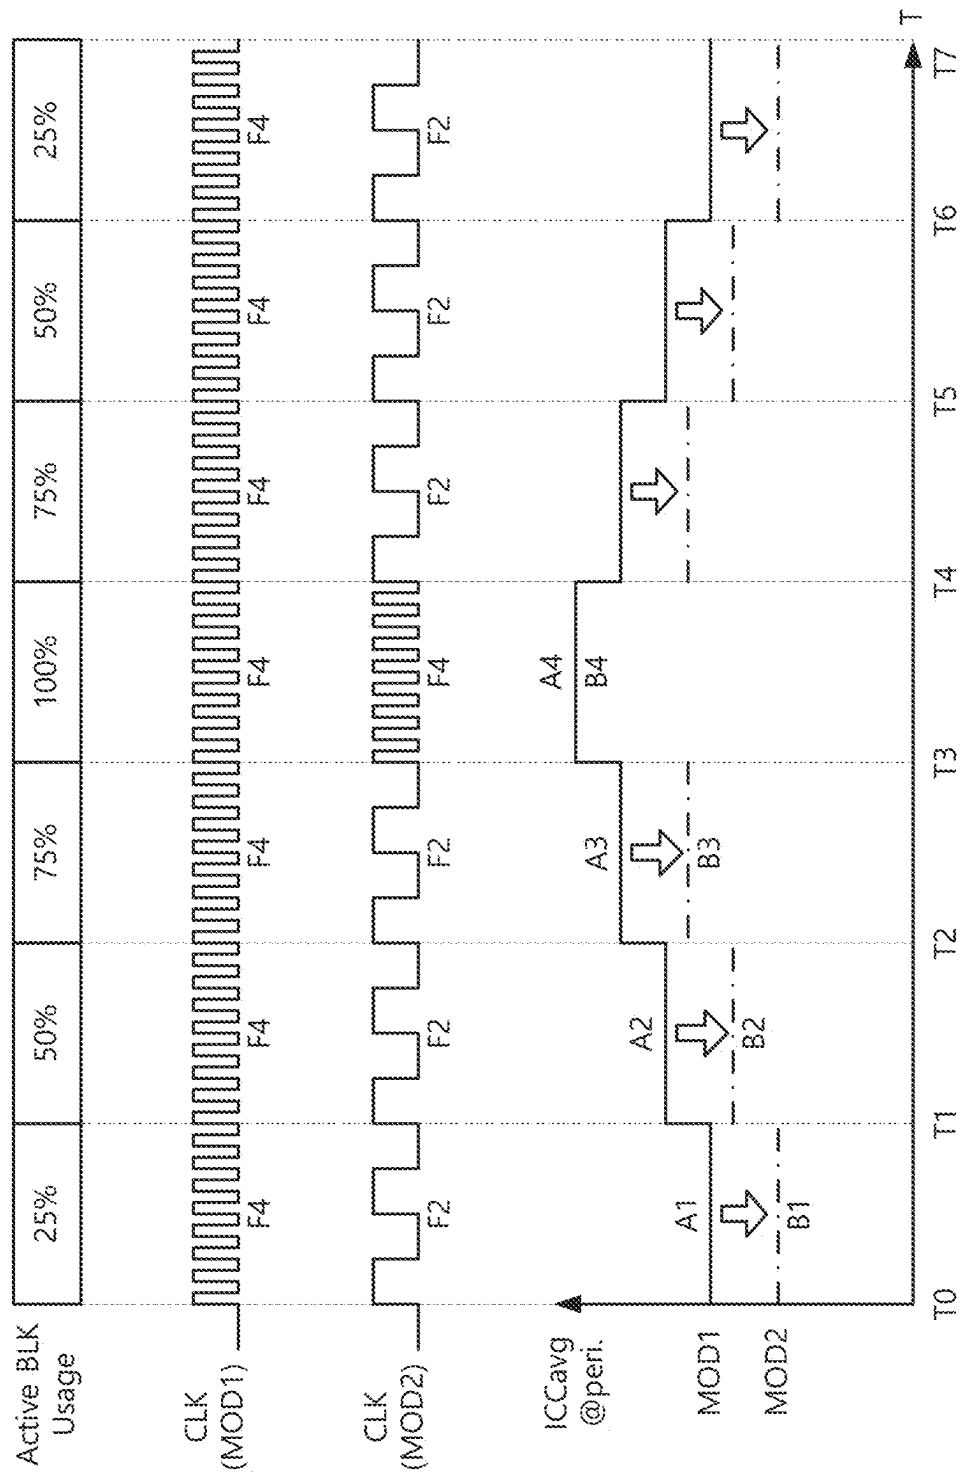 Active BLK
Usage
25%
50%
75%
100%
75%
50%
25%
CLK
(MOD1)
F4
F4
F4
F4
F4
F4
F4
CLK
(MOD2)
F2
F2
F2
F4
F2
F2
F2
ICCavg
@peri.
A4
B4
A3
B3
A2
B2
MOD1
A1
MOD2
B1
T0
T1
T2
T3
T4
T5
T6
T7
T